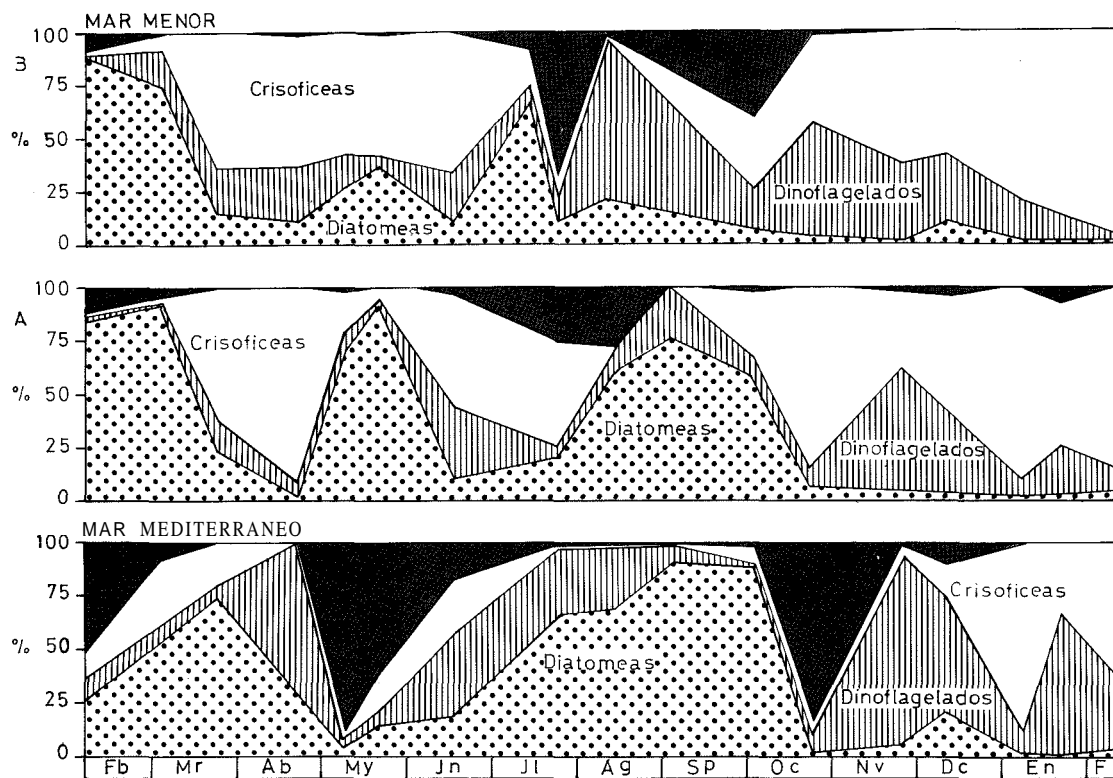 MAR MENOR
100
B
75
%
50
25
0
Crisoficeas
Diatomeas
Dinoflagelados
100
A
75
%
50
25
0
Crisoficeas
Diatomeas
Dinoflagelados
MAR MEDITERRANEO
100
75
%
50
25
0
Crisoficeas
Diatomeas
Dinoflagelados
Fb Mr Ab My Jn Jl Ag SP Oc Nv Dc En F